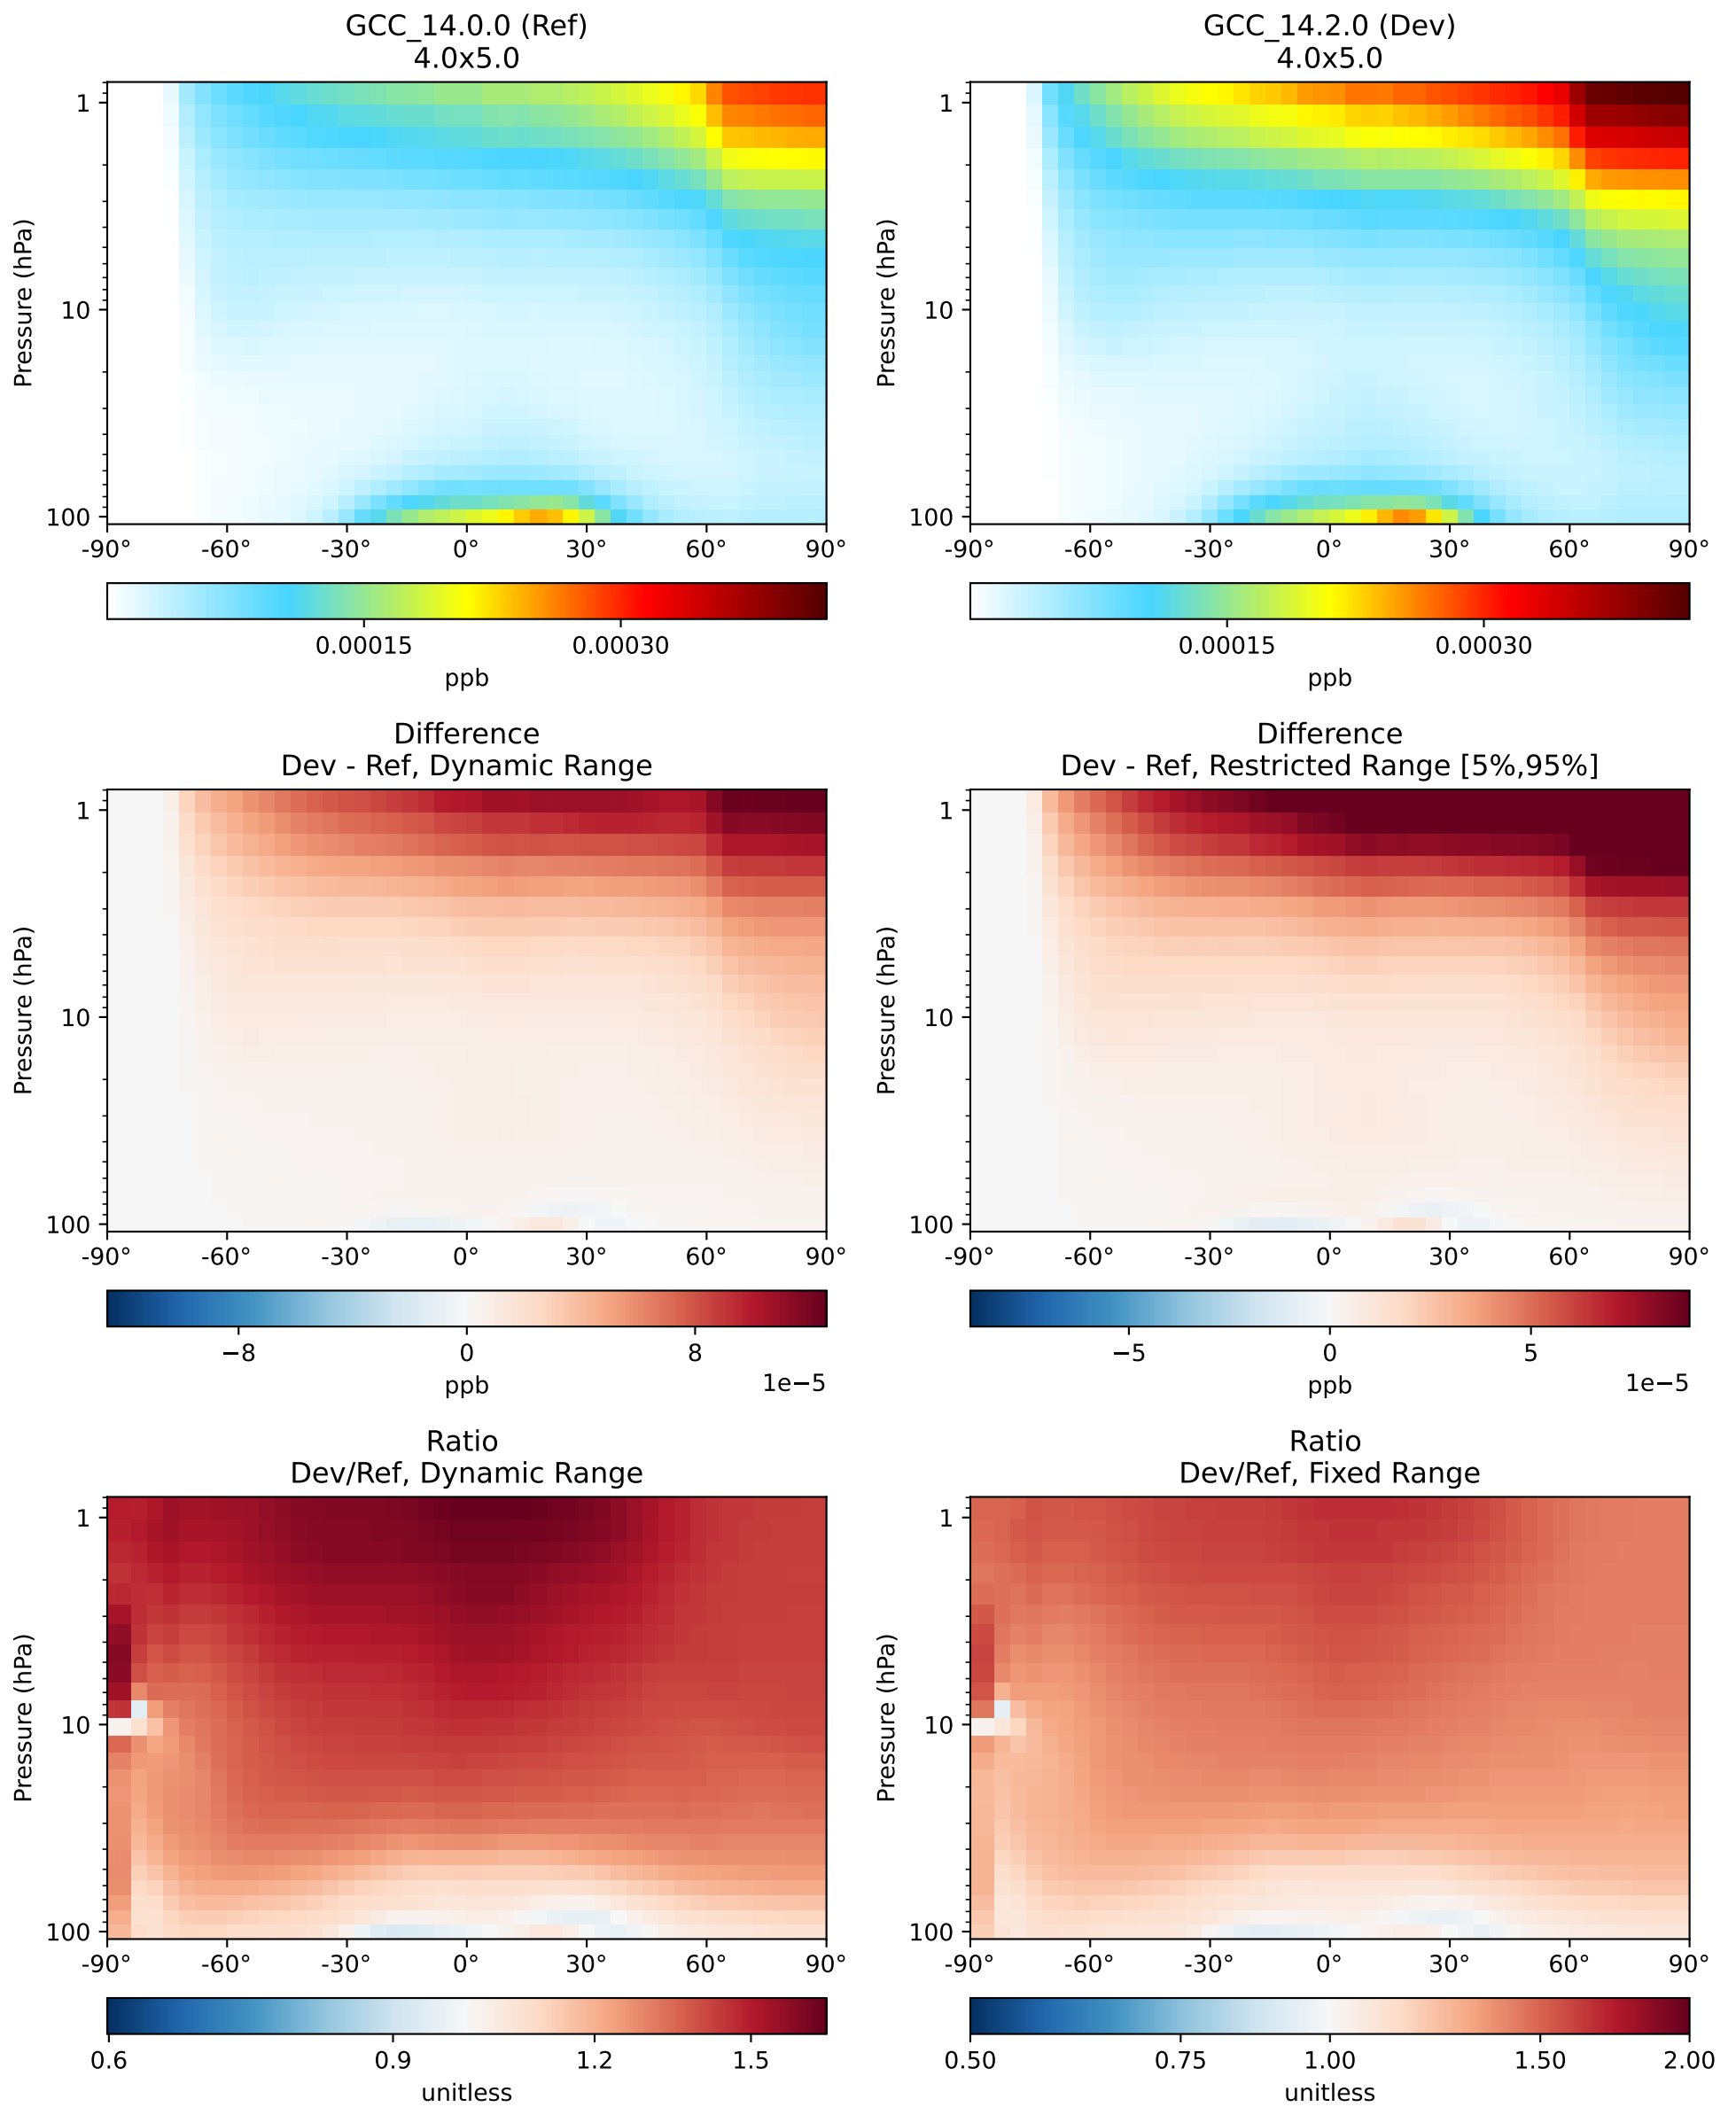 GCC_14.0.0 (Ref)
4.0x5.0
GCC_14.2.0 (Dev)
4.0x5.0
Pressure (hPa)
1
10
100
-90° -60° -30° 0° 30° 60° 90°
0.00015 0.00030
ppb
Pressure (hPa)
1
10
100
-90° -60° -30° 0° 30° 60° 90°
0.00015 0.00030
ppb
Difference
Dev - Ref, Dynamic Range
Difference
Dev - Ref, Restricted Range [5%,95%]
Pressure (hPa)
1
10
100
-90° -60° -30° 0° 30° 60° 90°
−8 0 8
1e−5
ppb
Pressure (hPa)
1
10
100
-90° -60° -30° 0° 30° 60° 90°
−5 0 5
1e−5
ppb
Ratio
Dev/Ref, Dynamic Range
Ratio
Dev/Ref, Fixed Range
Pressure (hPa)
1
10
100
-90° -60° -30° 0° 30° 60° 90°
0.6 0.9 1.2 1.5
unitless
Pressure (hPa)
1
10
100
-90° -60° -30° 0° 30° 60° 90°
0.50 0.75 1.00 1.50 2.00
unitless